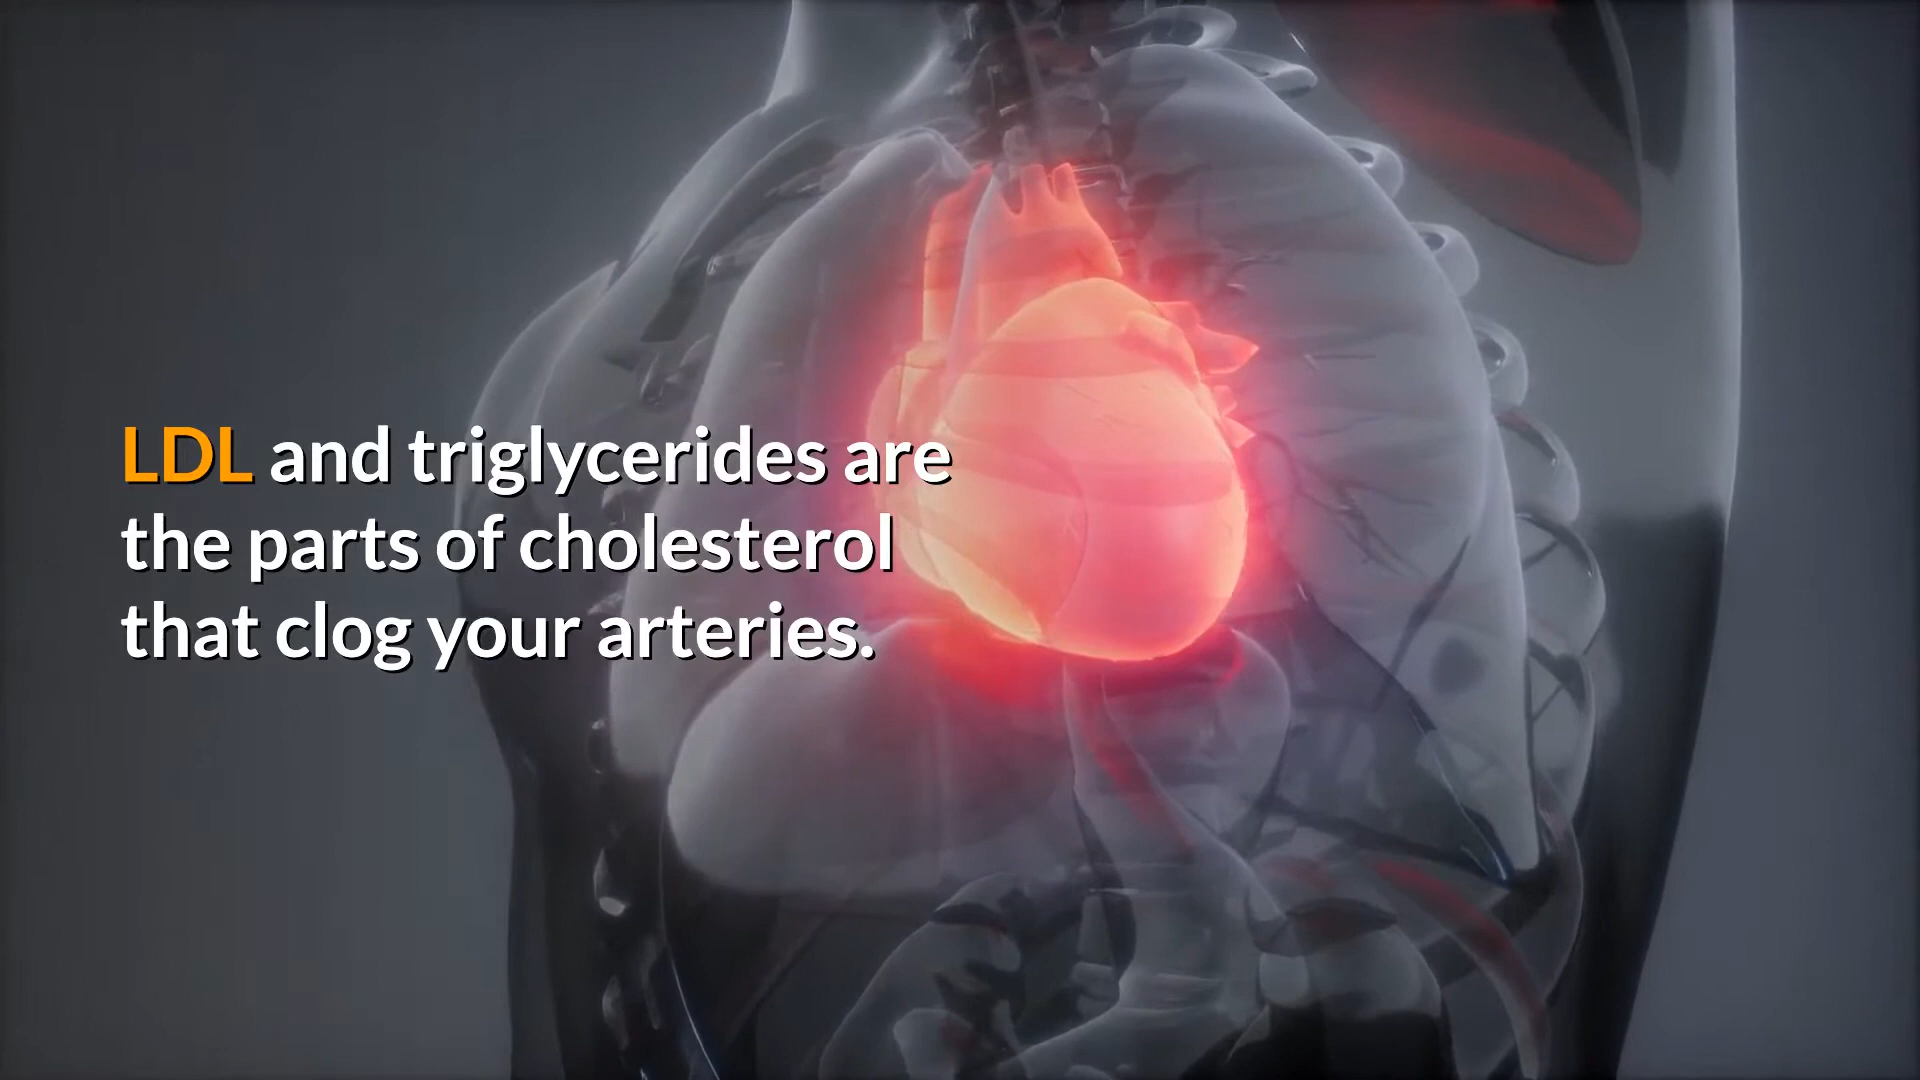 LDL and triglycerides are
the parts of cholesterol
that clog your arteries.